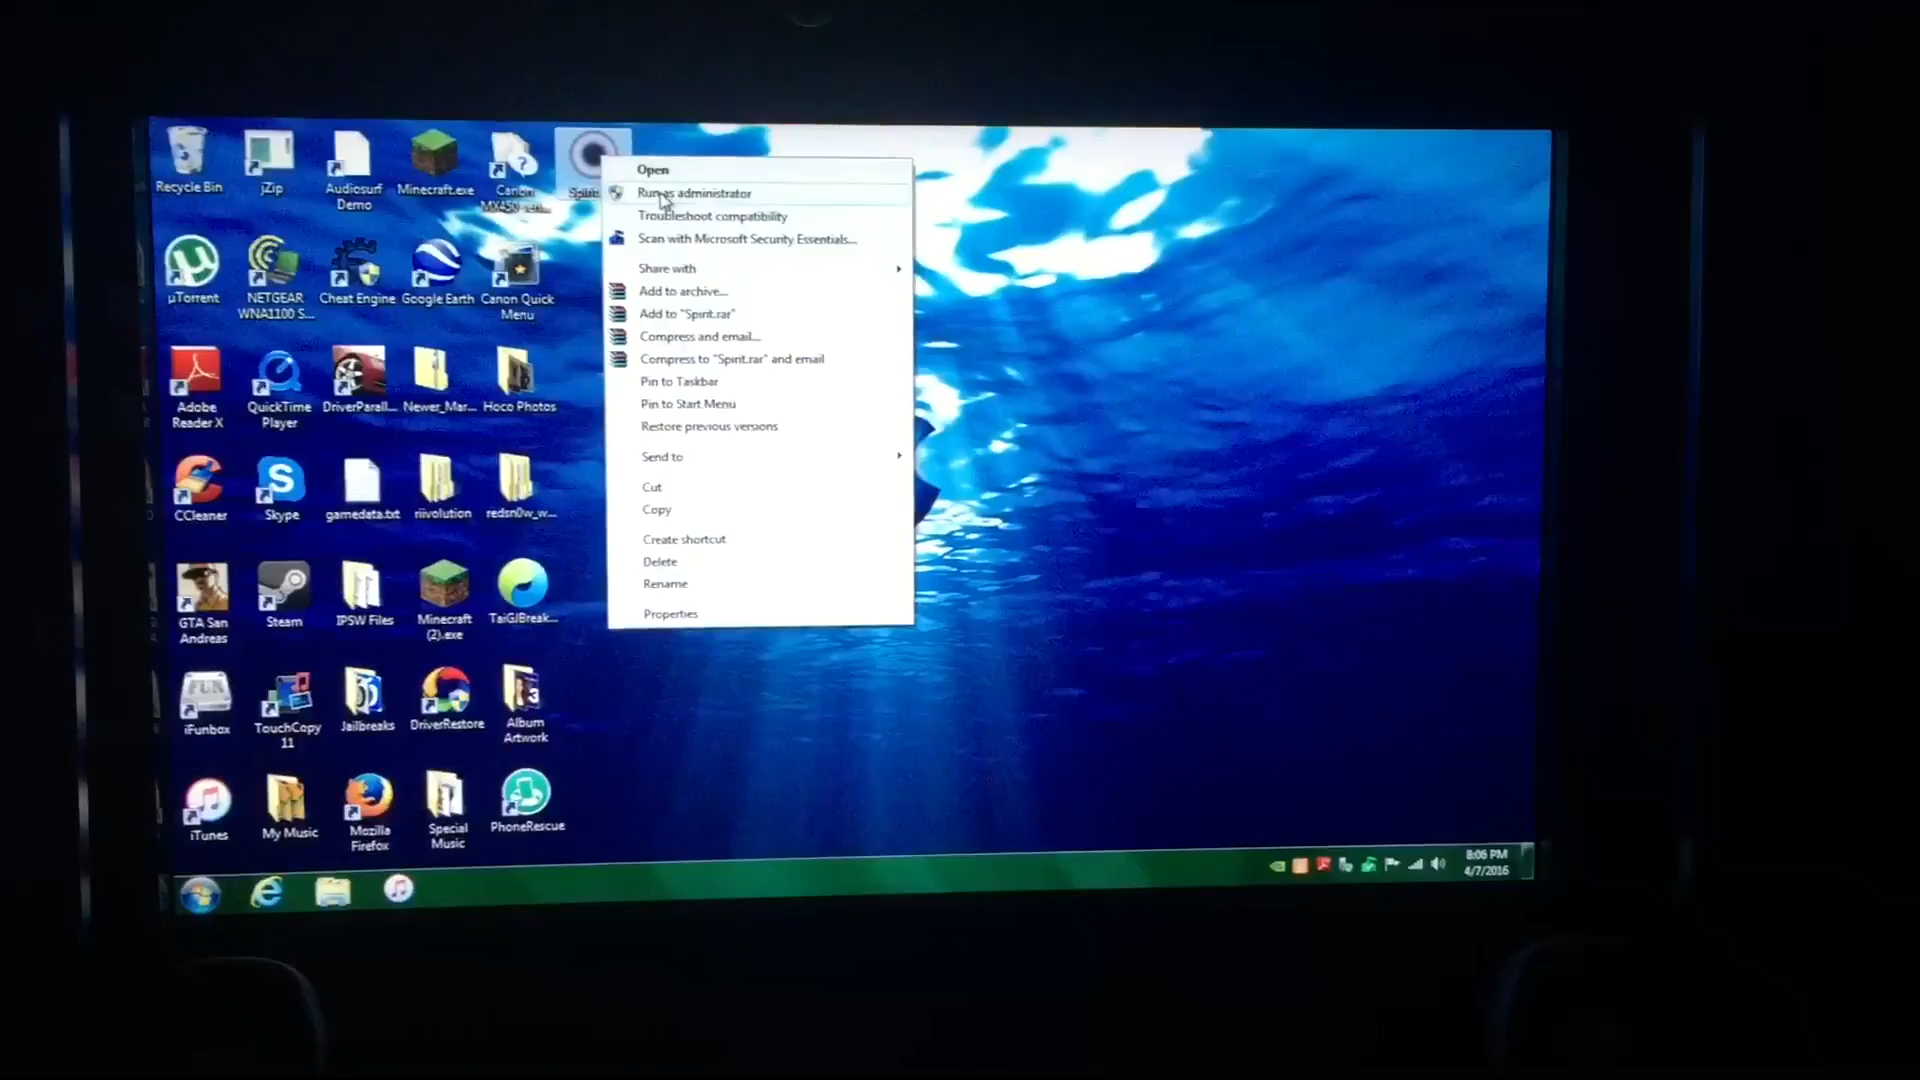 Recycle Bin
jZip
Audiosurf
Demo
Minecraft.exe
Canon
MX450
µTorrent
NETGEAR
WNA1100 S...
Cheat Engine
Google Earth
Canon Quick
Menu
Adobe
Reader X
QuickTime
Player
DriverParall...
Newer_Mar...
Hoco Photos
CCleaner
Skype
gamedata.txt
riivolution
redsn0w_w...
GTA San
Andreas
Steam
IPSW Files
Minecraft
(2).exe
TaiGJBreak...
iFunbox
TouchCopy
11
Jailbreaks
DriverRestore
Album
Artwork
iTunes
My Music
Mozilla
Firefox
Special
Music
PhoneRescue
Open
Run as administrator
Troubleshoot compatibility
Scan with Microsoft Security Essentials...
Share with
Add to archive...
Add to "Spirit.rar"
Compress and email...
Compress to "Spirit.rar" and email
Pin to Taskbar
Pin to Start Menu
Restore previous versions
Send to
Cut
Copy
Create shortcut
Delete
Rename
Properties
8:06 PM
4/7/2016